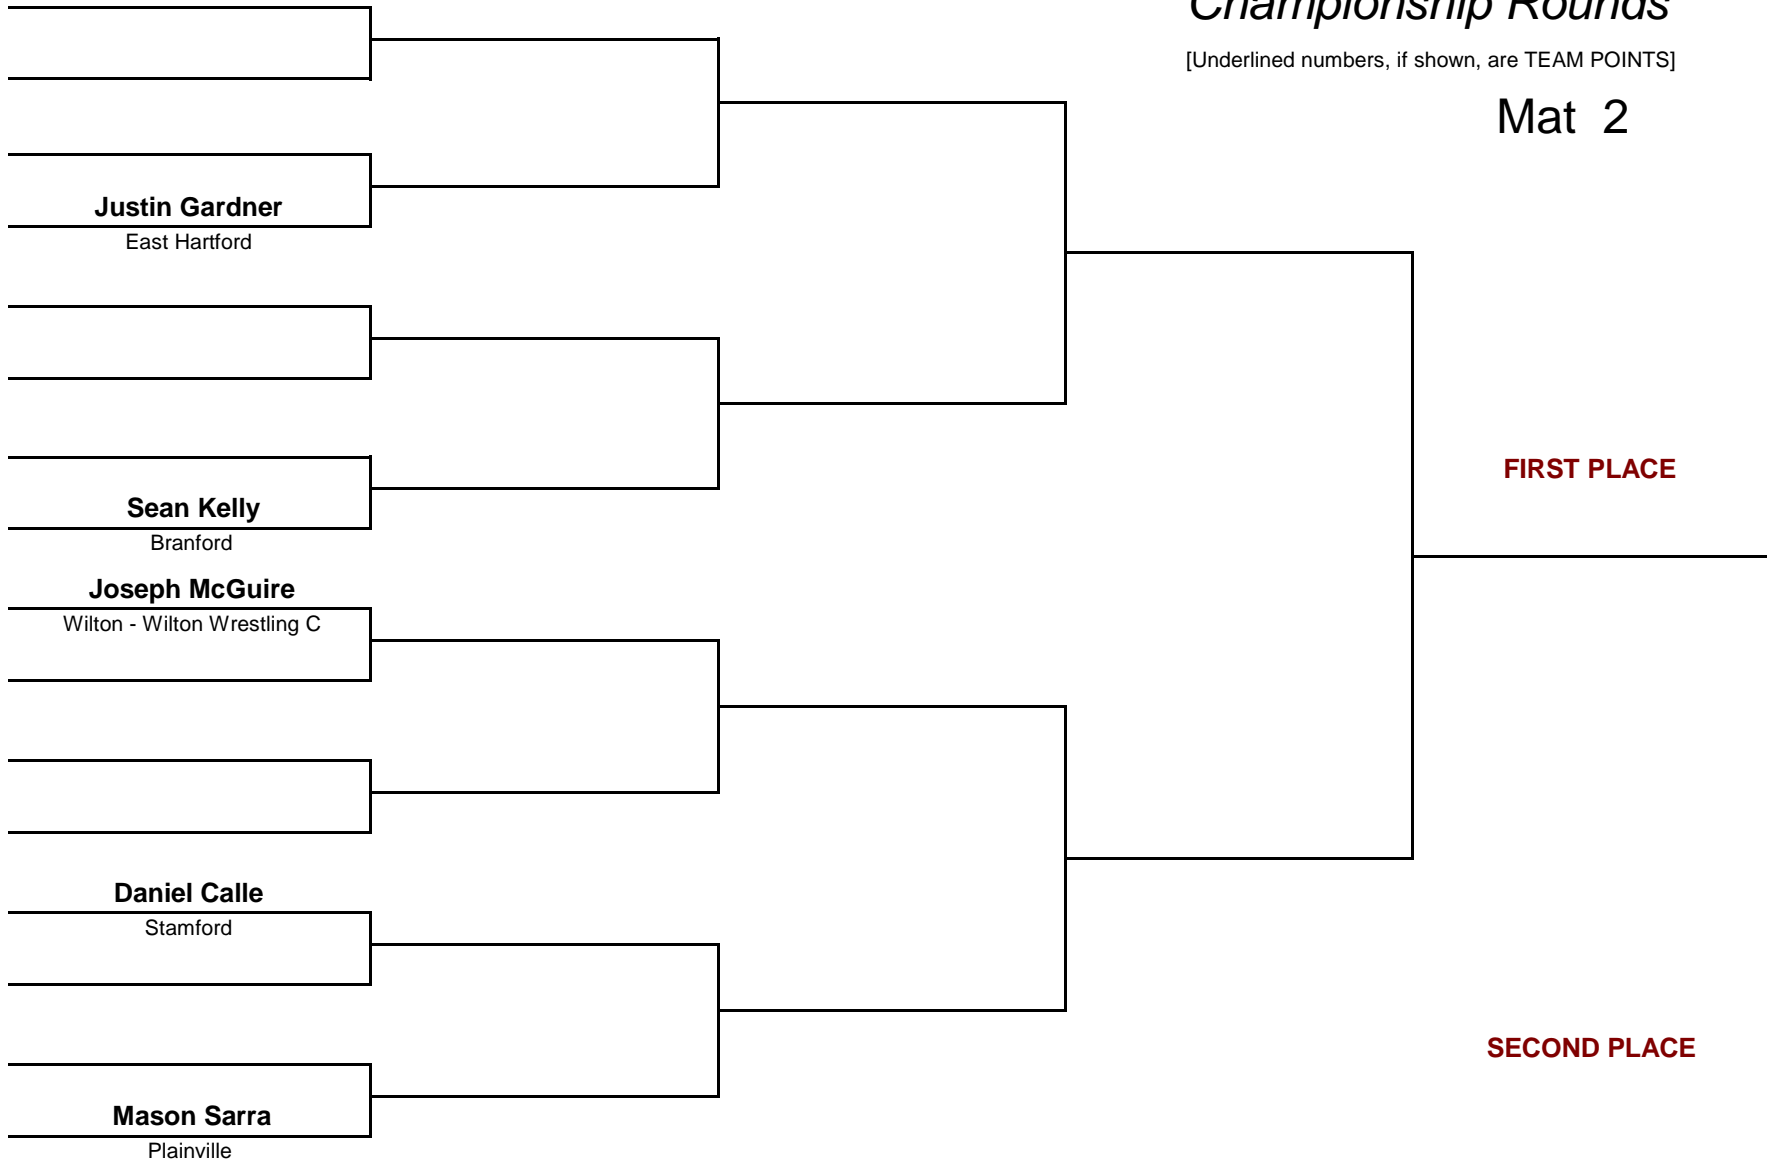 Championship Rounds
[Underlined numbers, if shown, are TEAM POINTS]
Mat 2
Justin Gardner
East Hartford
Sean Kelly
Branford
Joseph McGuire
Wilton - Wilton Wrestling C
Daniel Calle
Stamford
Mason Sarra
Plainville
FIRST PLACE
SECOND PLACE